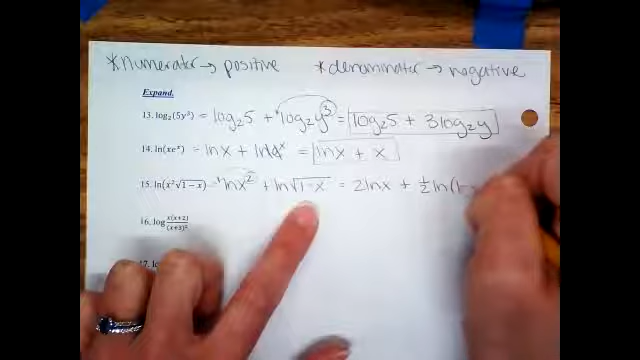 *numerator → positive *denominator → negative
Expand.
13. log₂(5y³) = log₂5 + log₂y³ = log₂5 + 3log₂y
14. ln(xeˣ) = lnx + lneˣ = lnx + x
15. ln(x²√1 − x) = lnx² + ln√1-x = 2lnx + ½ln(1-x
16. log x(x+2)/(x+3)²
17.